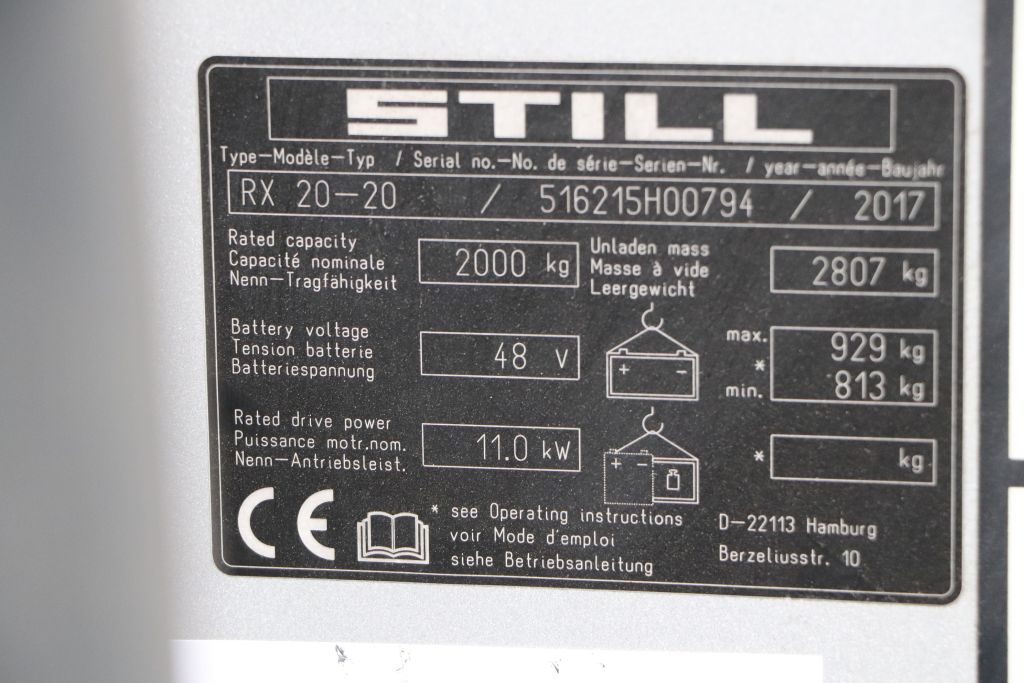 STILL
Type–Modèle–Typ / Serial no.–No. de série–Serien–Nr. / year–année–Baujahr
RX 20–20 / 516215H00794 / 2017
Rated capacity
Capacité nominale
Nenn–Tragfähigkeit
2000 kg
Unladen mass
Masse à vide
Leergewicht
2807 kg
Battery voltage
Tension batterie
Batteriespannung
48 V
+ –
max. 929 kg
*
min. 813 kg
Rated drive power
Puissance motr.nom.
Nenn–Antriebsleist.
11.0 kW
+ –
* kg
CE
* see Operating instructions
voir Mode d'emploi
siehe Betriebsanleitung
D–22113 Hamburg
Berzeliusstr. 10